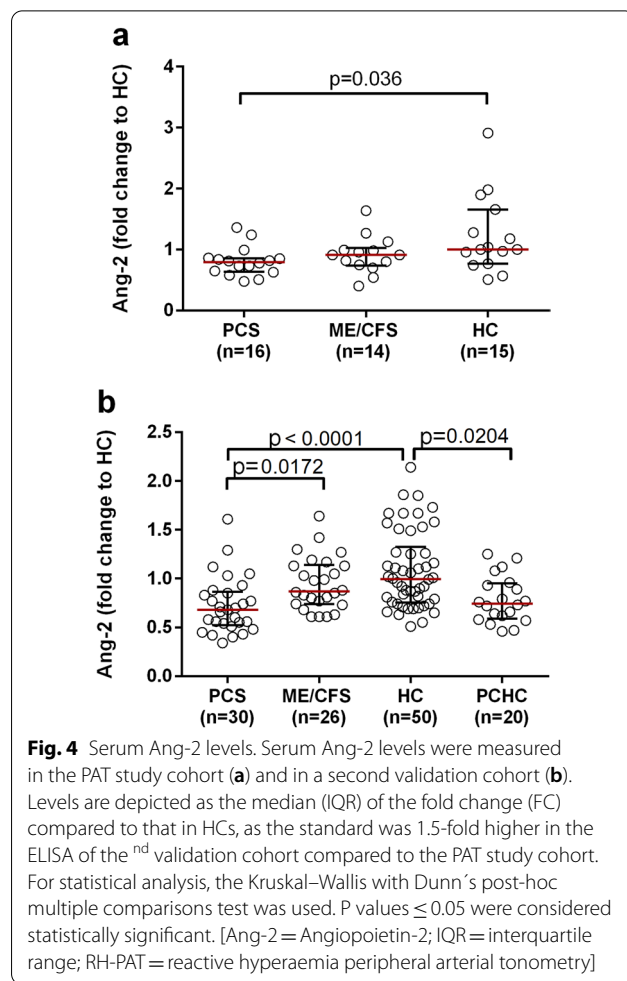 a
p=0.036
Ang-2 (fold change to HC)
4
3
2
1
0
PCS
(n=16)
ME/CFS
(n=14)
HC
(n=15)
b
Ang-2 (fold change to HC)
2.5
2.0
1.5
1.0
0.5
0.0
p<0.0001
p=0.0204
p=0.0172
PCS
(n=30)
ME/CFS
(n=26)
HC
(n=50)
PCHC
(n=20)
Fig. 4 Serum Ang-2 levels. Serum Ang-2 levels were measured
in the PAT study cohort (a) and in a second validation cohort (b).
Levels are depicted as the median (IQR) of the fold change (FC)
compared to that in HCs, as the standard was 1.5-fold higher in the
ELISA of the nd validation cohort compared to the PAT study cohort.
For statistical analysis, the Kruskal–Wallis with Dunn´s post-hoc
multiple comparisons test was used. P values ≤ 0.05 were considered
statistically significant. [Ang-2 = Angiopoietin-2; IQR = interquartile
range; RH-PAT = reactive hyperaemia peripheral arterial tonometry]